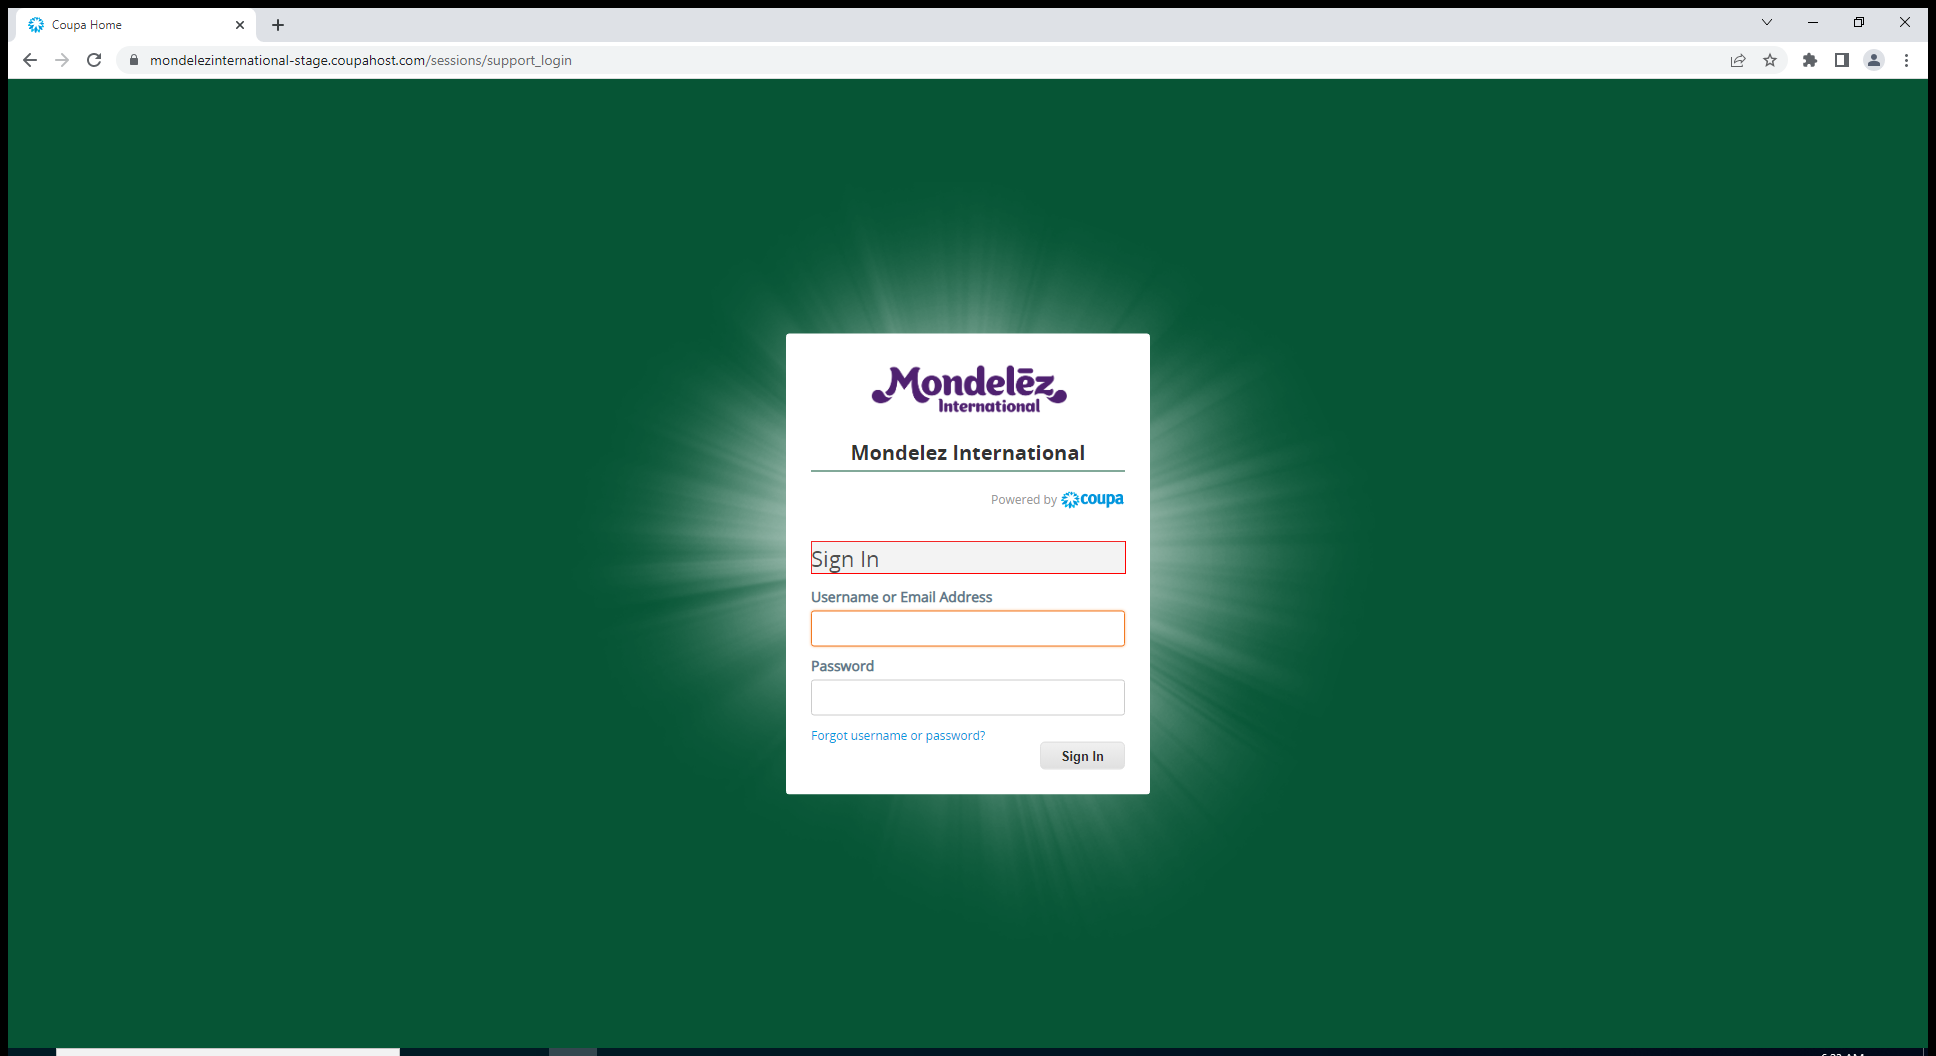 Coupa Home
mondelezinternational-stage.coupahost.com/sessions/support_login
Mondelēz
International
Mondelez International
Powered by coupa
Sign In
Username or Email Address
Password
Forgot username or password?
Sign In